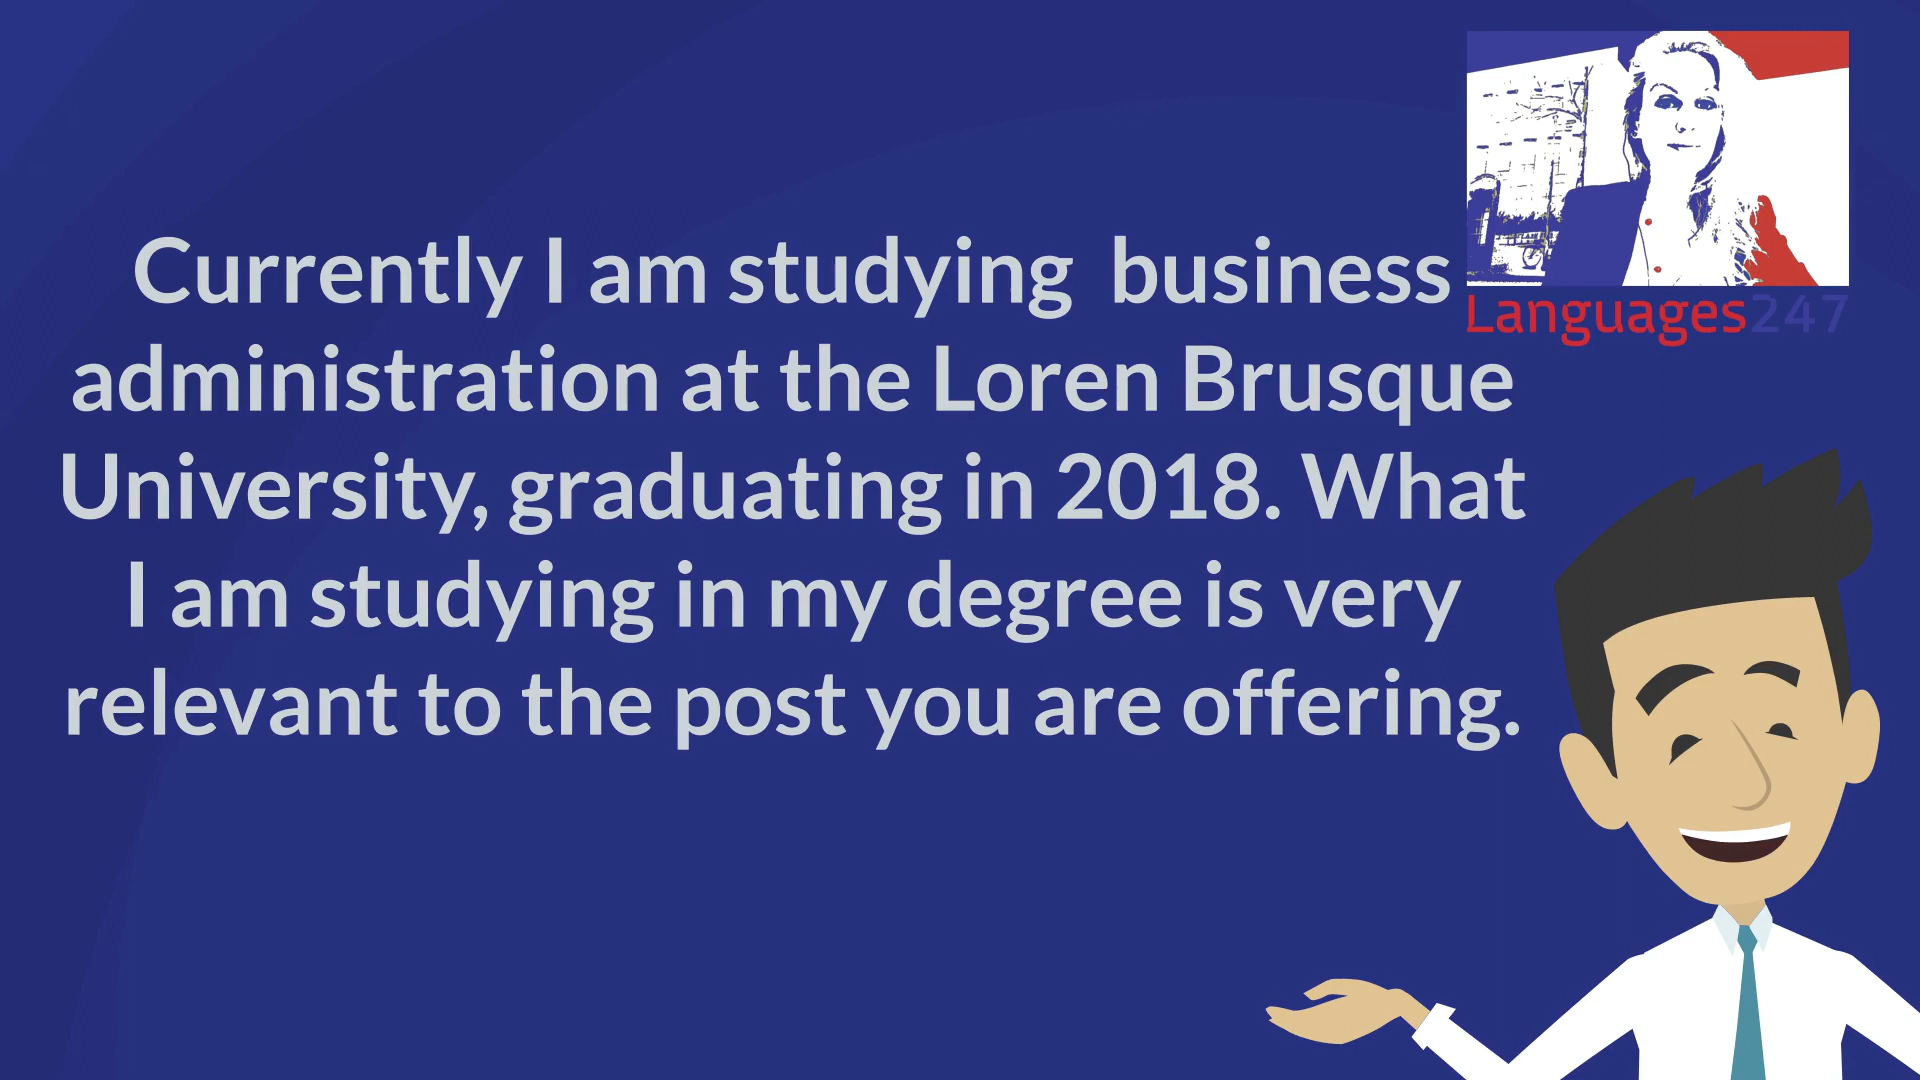 Currently I am studying  business
administration at the Loren Brusque
University, graduating in 2018. What
I am studying in my degree is very
relevant to the post you are offering.
Languages247